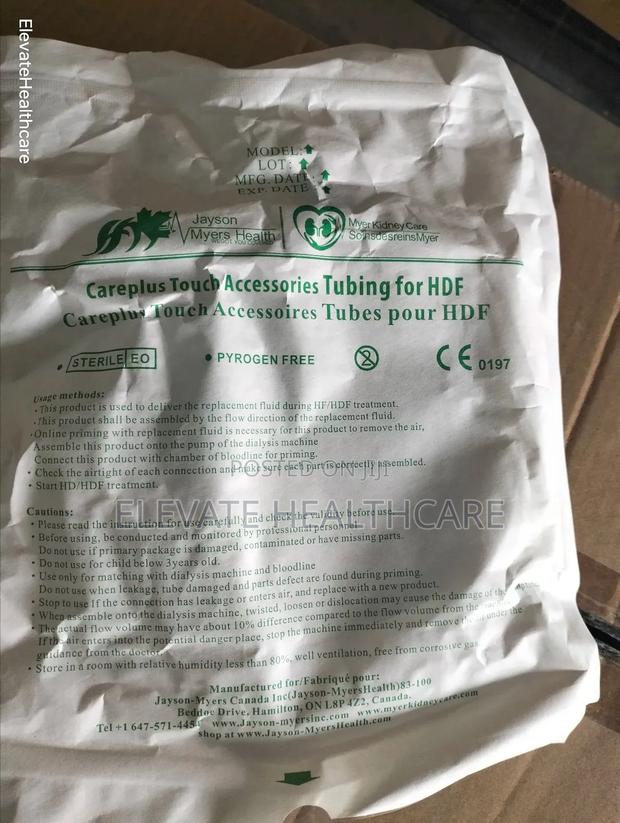 ElevateHealthcare
MODEL:
LOT:
MFG. DATE:
EXP. DATE
Jayson
Myers Health
Myer Kidney Care
SoinsdesreinsMyer
Careplus Touch Accessories Tubing for HDF
Careplus Touch Accessoires Tubes pour HDF
STERILE EO
• PYROGEN FREE
2
CE 0197
Usage methods:
• This product is used to deliver the replacement fluid during HF/HDF treatment.
• This product shall be assembled by the flow direction of the replacement fluid.
• Online priming with replacement fluid is necessary for this product to remove the air,
Assemble this product onto the pump of the dialysis machine
Connect this product with chamber of bloodline for priming.
• Check the airtight of each connection and make sure each part is correctly assembled.
• Start HD/HDF treatment.
POSTED ON JIJI
ELEVATE HEALTHCARE
Cautions:
• Please read the instruction for use carefully, and check the validity before use.
• Before using, be conducted and monitored by professional personnel
Do not use if primary package is damaged, contaminated or have missing parts.
• Do not use for child below 3years old.
• Use only for matching with dialysis machine and bloodline
Do not use when leakage, tube damaged and parts defect are found during priming.
• Stop to use if the connection has leakage or enters air, and replace with a new product.
• When assemble onto the dialysis machine, twisted, loosen or dislocation may cause the damage of the
• The actual flow volume may have about 10% difference compared to the flow volume from the machine
If the air enters into the potential danger place, stop the machine immediately and remove the air under the
guidance from the doctor.
• Store in a room with relative humidity less than 80%, well ventilation, free from corrosive gas
Manufactured for/Fabriqué pour:
Jayson-Myers Canada Inc(Jayson-MyersHealth)83-100
Beddoe Drive, Hamilton, ON L8P 4Z2, Canada.
Tel +1 647-571-445 www.Jayson-myersinc.com www.myerkidneycare.com
shop at www.Jayson-MyersHealth.com